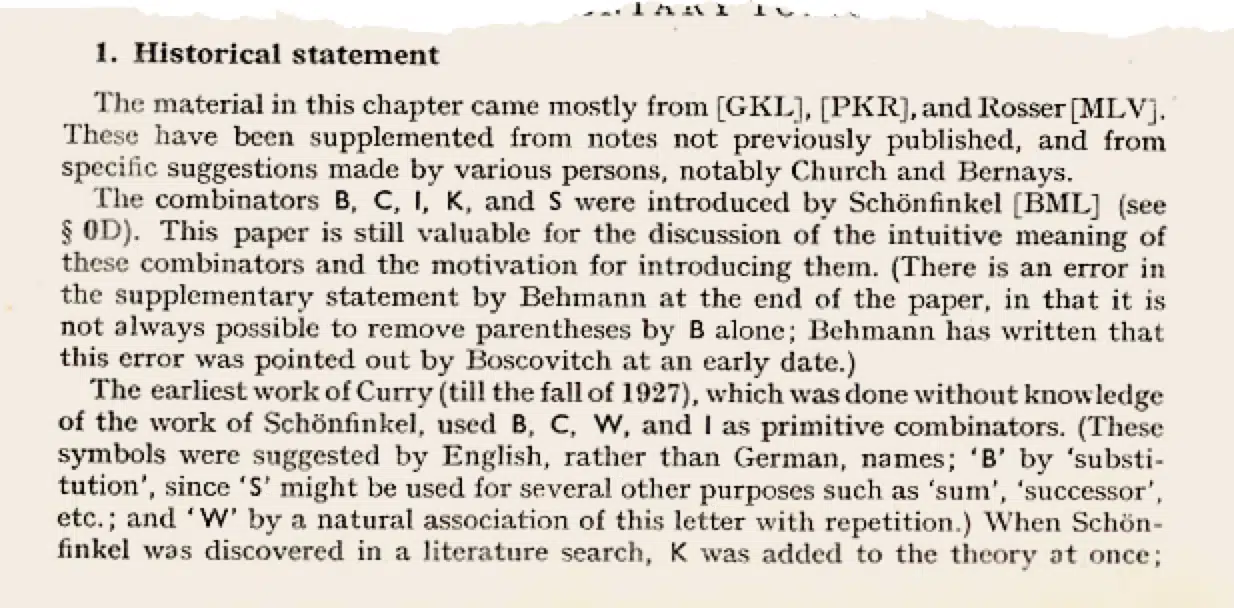 1. Historical statement
The material in this chapter came mostly from [GKL], [PKR], and Rosser [MLV].
These have been supplemented from notes not previously published, and from
specific suggestions made by various persons, notably Church and Bernays.
The combinators B, C, I, K, and S were introduced by Schönfinkel [BML] (see
§ 0D). This paper is still valuable for the discussion of the intuitive meaning of
these combinators and the motivation for introducing them. (There is an error in
the supplementary statement by Behmann at the end of the paper, in that it is
not always possible to remove parentheses by B alone; Behmann has written that
this error was pointed out by Boscovitch at an early date.)
The earliest work of Curry (till the fall of 1927), which was done without knowledge
of the work of Schönfinkel, used B, C, W, and I as primitive combinators. (These
symbols were suggested by English, rather than German, names; ‘B’ by ‘substi-
tution’, since ‘S’ might be used for several other purposes such as ‘sum’, ‘successor’,
etc.; and ‘W’ by a natural association of this letter with repetition.) When Schön-
finkel was discovered in a literature search, K was added to the theory at once;